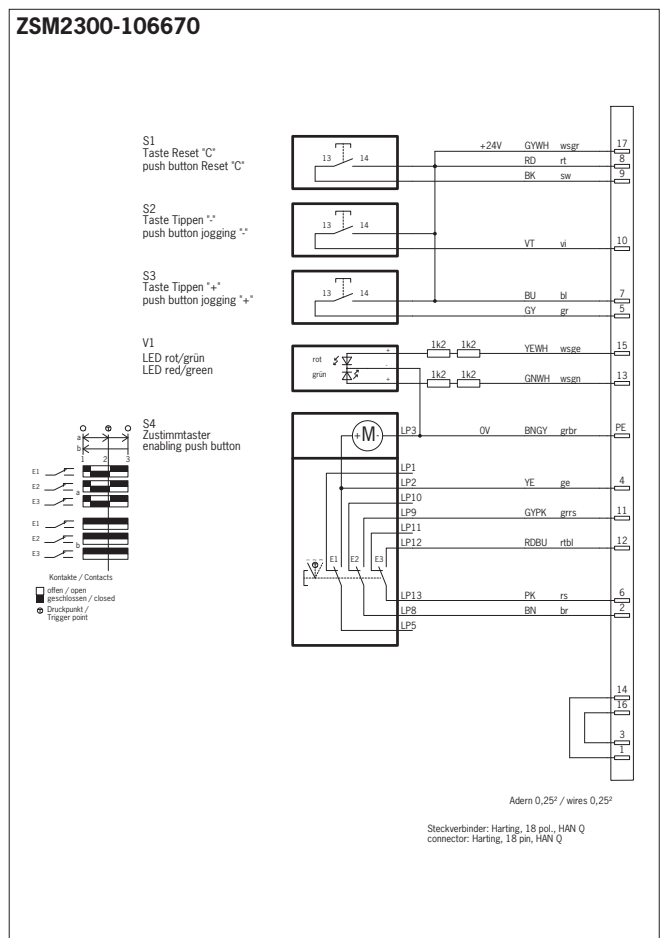 ZSM2300-106670
S1
Taste Reset "C"
push button Reset "C"
13 14
+24V GYWH wsgr 17
RD rt 8
BK sw 9
S2
Taste Tippen "-"
push button jogging "-"
13 14
VT vi 10
S3
Taste Tippen "+"
push button jogging "+"
13 14
BU bl 7
GY gr 5
V1
LED rot/grün
LED red/green
rot + 1k2 1k2 YEWH wsge 15
-
grün + 1k2 1k2 GNWH wsgn 13
S4
Zustimmtaster
enabling push button
+ M - LP3 0V BNGY grbr PE
LP1
LP2 YE ge 4
LP10
LP9 GYPK grrs 11
LP11
LP12 RDBU rtbl 12
E1 E2 E3
LP13 PK rs 6
LP8 BN br 2
LP5
a
b
1 2 3
E1
E2
a
E3
E1
E2
b
E3
Kontakte / Contacts
offen / open
geschlossen / closed
Druckpunkt /
Trigger point
14
16
3
1
Adern 0,25² / wires 0,25²
Steckverbinder: Harting, 18 pol., HAN Q
connector: Harting, 18 pin, HAN Q